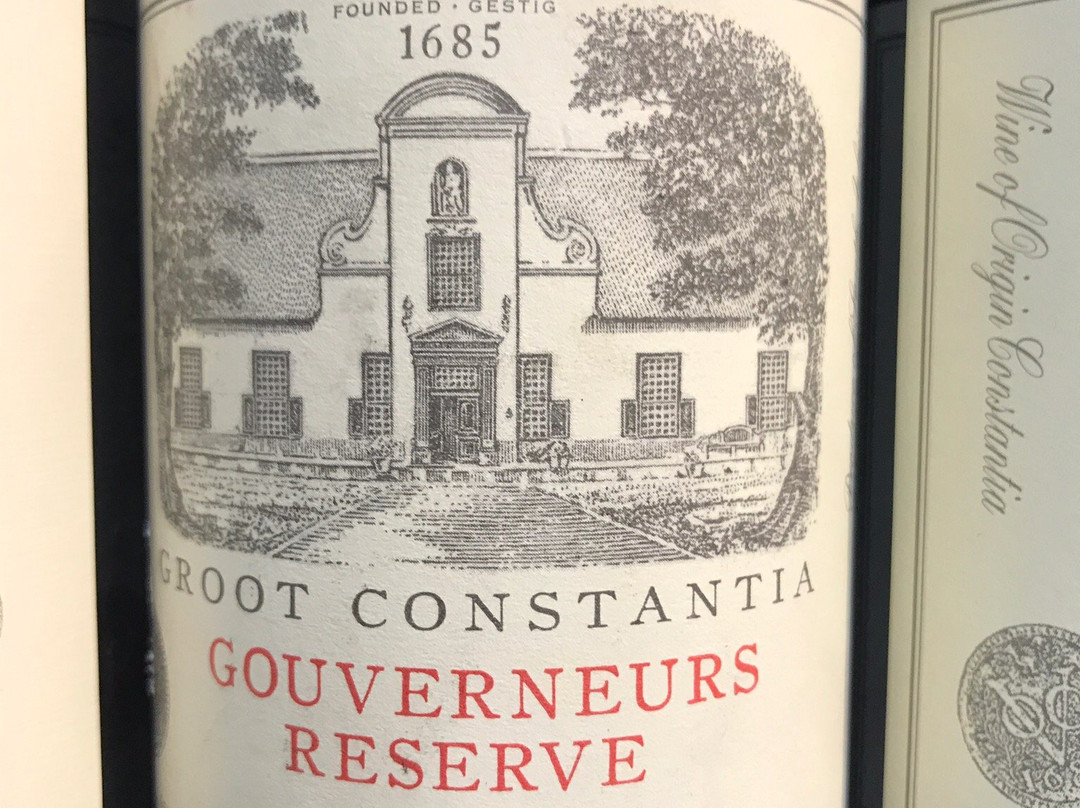 FOUNDED · GESTIG
1685
GROOT CONSTANTIA
GOUVERNEURS
RESERVE
Wine of Origin Constantia